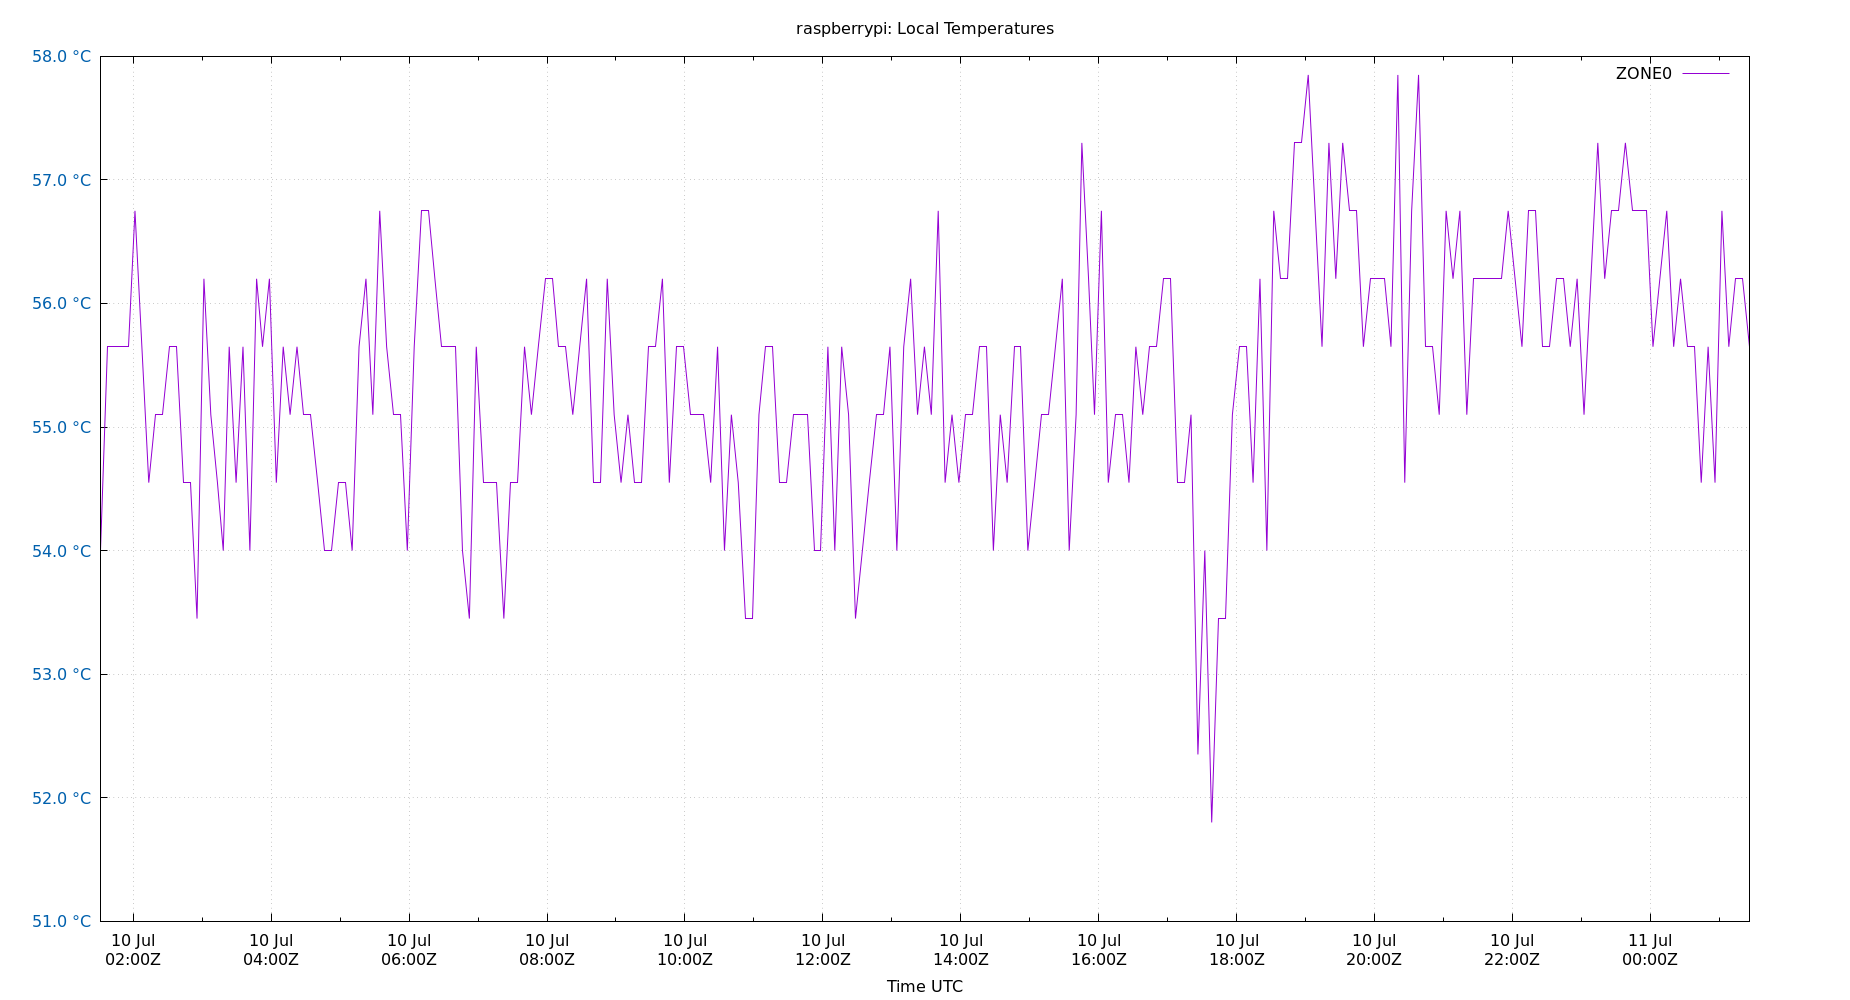 raspberrypi: Local Temperatures
58.0 °C
ZONE0
57.0 °C
56.0 °C
55.0 °C
54.0 °C
53.0 °C
52.0 °C
51.0 °C
10 Jul 10 Jul 10 Jul 10 Jul 10 Jul 10 Jul 10 Jul 10 Jul 10 Jul 10 Jul 10 Jul 11 Jul
02:00Z 04:00Z 06:00Z 08:00Z 10:00Z 12:00Z 14:00Z 16:00Z 18:00Z 20:00Z 22:00Z 00:00Z
Time UTC